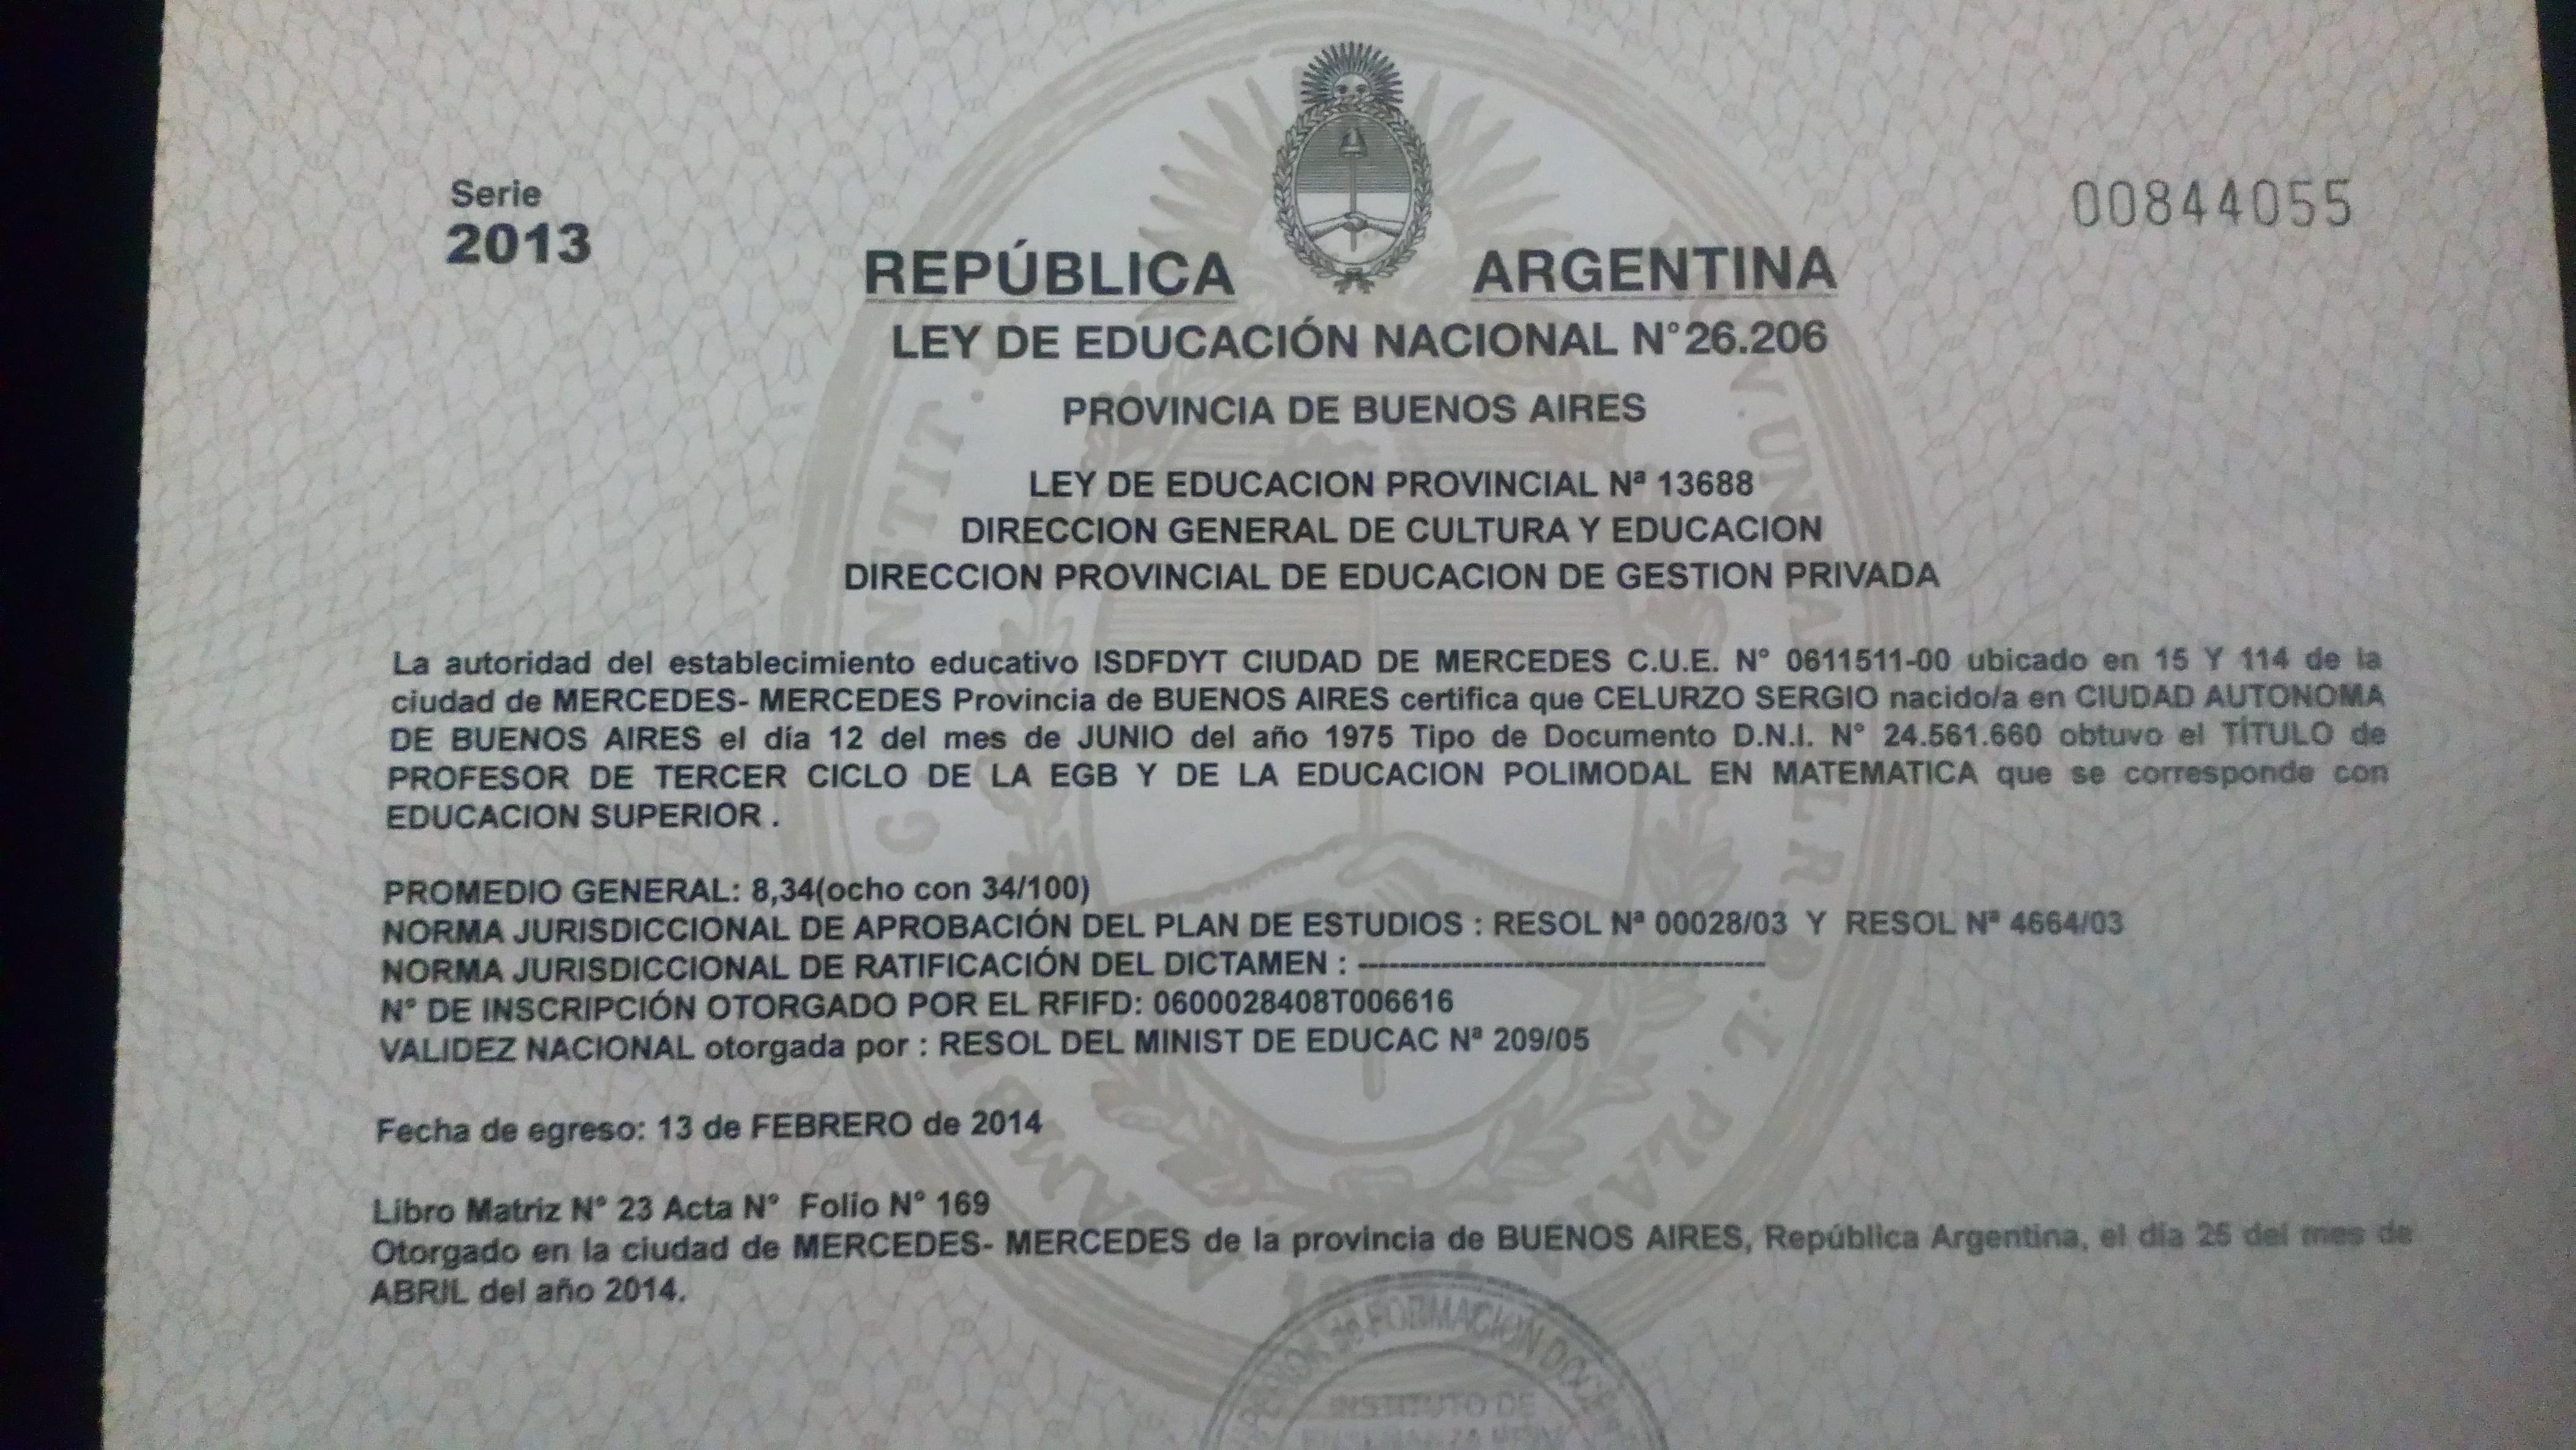 Serie
2013
00844055
REPÚBLICA ARGENTINA
LEY DE EDUCACIÓN NACIONAL N°26.206
PROVINCIA DE BUENOS AIRES
LEY DE EDUCACION PROVINCIAL Nª 13688
DIRECCION GENERAL DE CULTURA Y EDUCACION
DIRECCION PROVINCIAL DE EDUCACION DE GESTION PRIVADA
La autoridad del establecimiento educativo ISDFDYT CIUDAD DE MERCEDES C.U.E. N° 0611511-00 ubicado en 15 Y 114 de la
ciudad de MERCEDES- MERCEDES Provincia de BUENOS AIRES certifica que CELURZO SERGIO nacido/a en CIUDAD AUTONOMA
DE BUENOS AIRES el día 12 del mes de JUNIO del año 1975 Tipo de Documento D.N.I. N° 24.561.660 obtuvo el TÍTULO de
PROFESOR DE TERCER CICLO DE LA EGB Y DE LA EDUCACION POLIMODAL EN MATEMATICA que se corresponde con
EDUCACION SUPERIOR .
PROMEDIO GENERAL: 8,34(ocho con 34/100)
NORMA JURISDICCIONAL DE APROBACIÓN DEL PLAN DE ESTUDIOS : RESOL Nª 00028/03 Y RESOL Nª 4664/03
NORMA JURISDICCIONAL DE RATIFICACIÓN DEL DICTAMEN : ---------------------------------------
N° DE INSCRIPCIÓN OTORGADO POR EL RFIFD: 0600028408T006616
VALIDEZ NACIONAL otorgada por : RESOL DEL MINIST DE EDUCAC Nª 209/05
Fecha de egreso: 13 de FEBRERO de 2014
Libro Matriz N° 23 Acta N° Folio N° 169
Otorgado en la ciudad de MERCEDES- MERCEDES de la provincia de BUENOS AIRES, República Argentina, el día 25 del mes de
ABRIL del año 2014.
de FORMACION
INSTITUTO DE